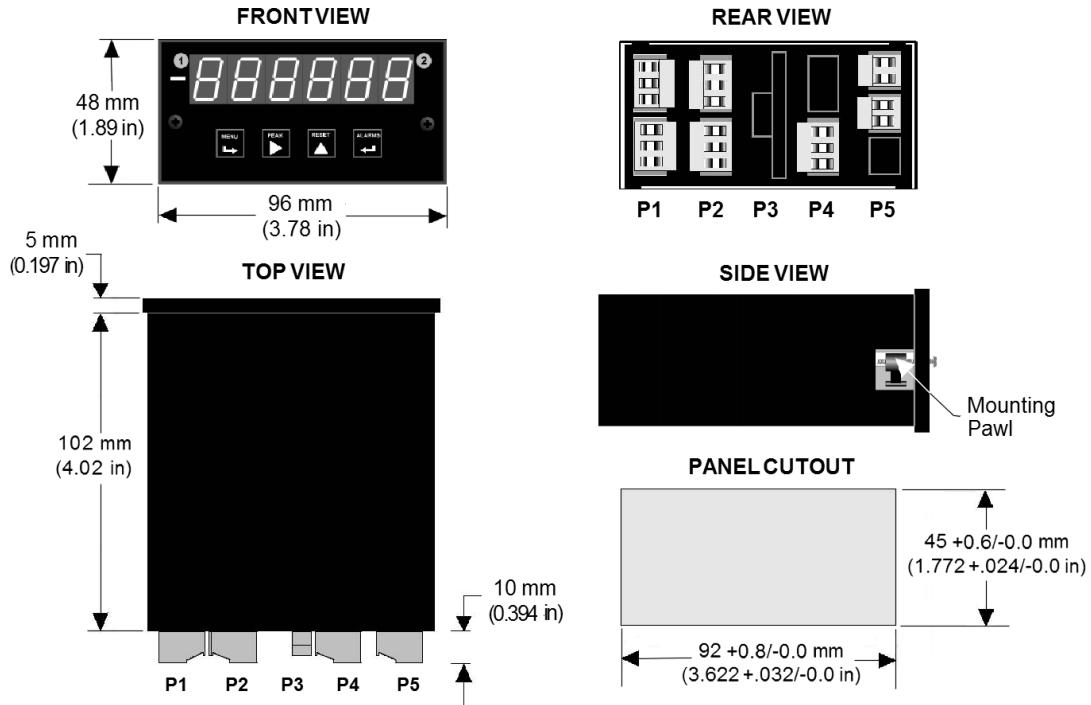 FRONT VIEW
1
2
MENU
PEAK
RESET
ALARMS
48 mm
(1.89 in)
96 mm
(3.78 in)
REAR VIEW
P1 P2 P3 P4 P5
5 mm
(0.197 in)
TOP VIEW
102 mm
(4.02 in)
10 mm
(0.394 in)
P1 P2 P3 P4 P5
SIDE VIEW
Mounting
Pawl
PANEL CUTOUT
45 +0.6/-0.0 mm
(1.772 +.024/-0.0 in)
92 +0.8/-0.0 mm
(3.622 +.032/-0.0 in)